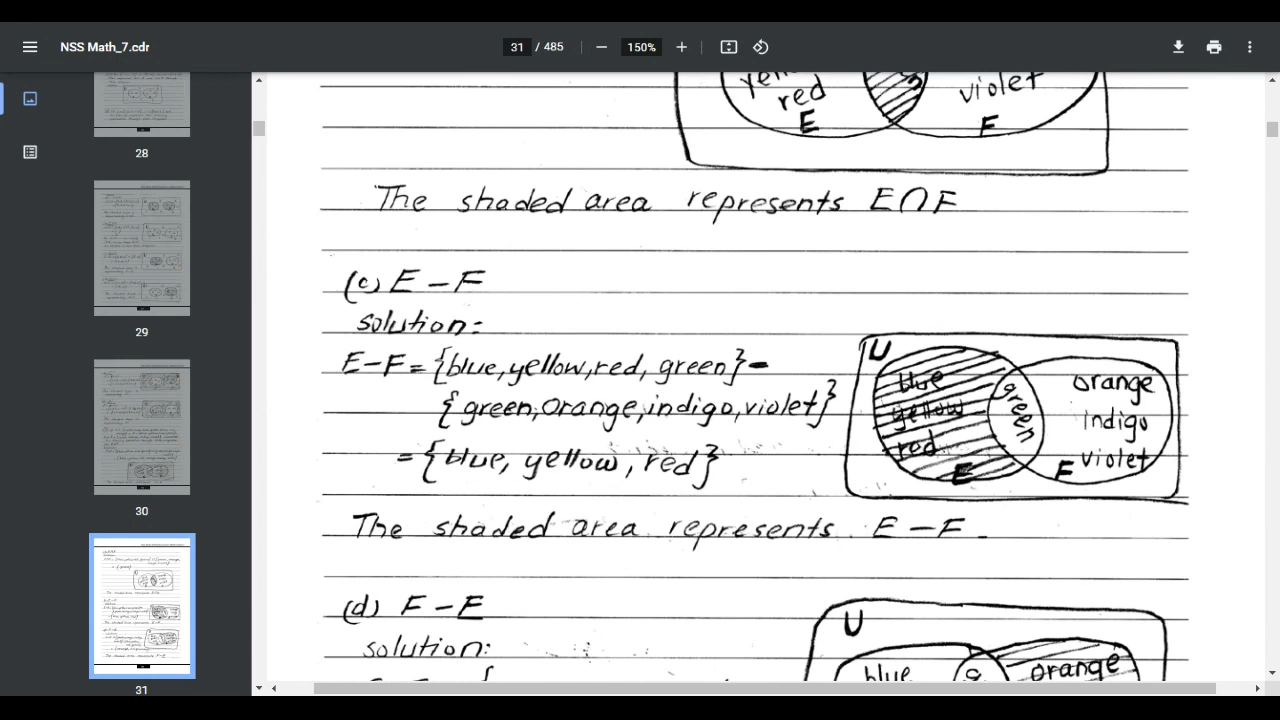 NSS Math_7.cdr
31 / 485
150%
red
E
violet
F
28
The shaded area represents E∩F
29
(c) E – F
solution:
E – F = {blue, yellow, red, green} –
{green, orange, indigo, violet}
= {blue, yellow, red}
U
blue
yellow
red
E
green
orange
indigo
violet
F
30
The shaded area represents E – F.
(d) F – E
solution:
U
blue
orange
31